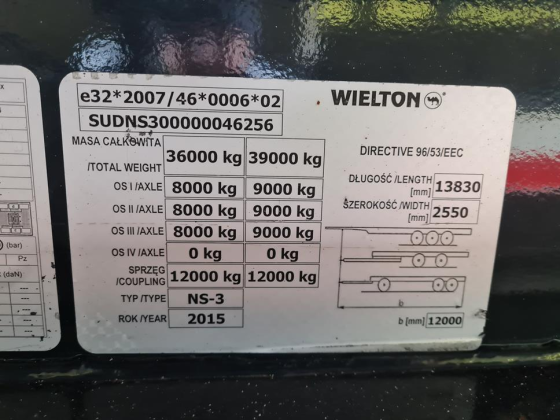 e32*2007/46*0006*02
WIELTON
SUDNS300000046256
MASA CAŁKOWITA
/TOTAL WEIGHT
36000 kg 39000 kg
DIRECTIVE 96/53/EEC
OS I /AXLE 8000 kg 9000 kg
DŁUGOŚĆ /LENGTH
[mm] 13830
OS II /AXLE 8000 kg 9000 kg
SZEROKOŚĆ /WIDTH
[mm] 2550
OS III /AXLE 8000 kg 9000 kg
OS IV /AXLE 0 kg 0 kg
SPRZĘG
/COUPLING 12000 kg 12000 kg
TYP /TYPE NS-3
b
ROK /YEAR 2015
b [mm] 12000
x
(bar)
Pz
k (daN)